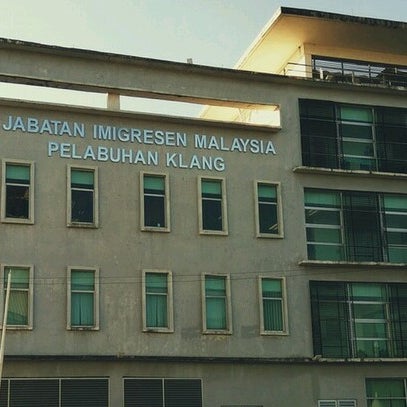 JABATAN IMIGRESEN MALAYSIA
PELABUHAN KLANG